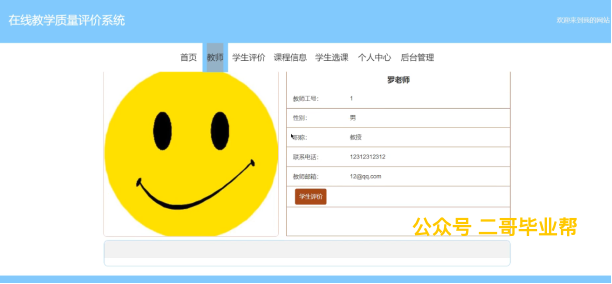 在线教学质量评价系统
欢迎来到我的网站
首页 教师 学生评价 课程信息 学生选课 个人中心 后台管理
罗老师
教师工号： 1
性别： 男
职称： 教授
联系电话： 12312312312
教师邮箱： 12@qq.com
学生评价
公众号 二哥毕业帮